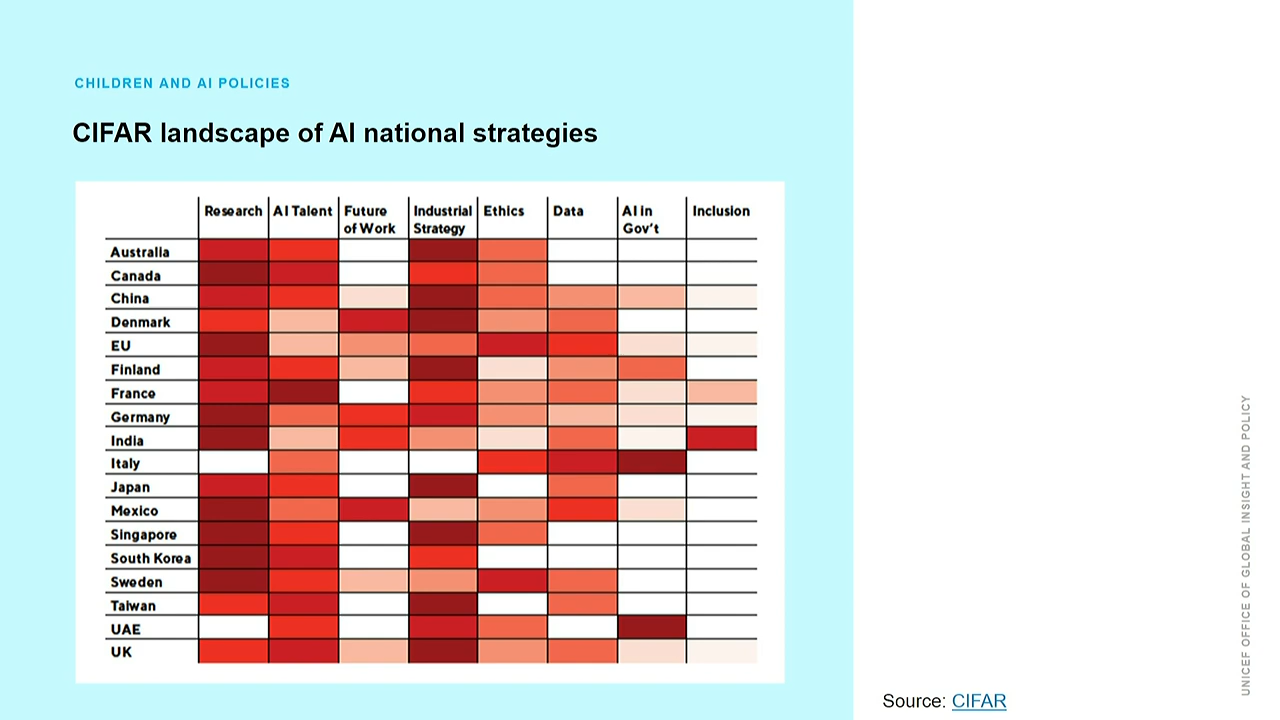 CHILDREN AND AI POLICIES
CIFAR landscape of AI national strategies
Research AI Talent Future of Work Industrial Strategy Ethics Data AI in Gov't Inclusion
Australia
Canada
China
Denmark
EU
Finland
France
Germany
India
Italy
Japan
Mexico
Singapore
South Korea
Sweden
Taiwan
UAE
UK
Source: CIFAR
UNICEF OFFICE OF GLOBAL INSIGHT AND POLICY